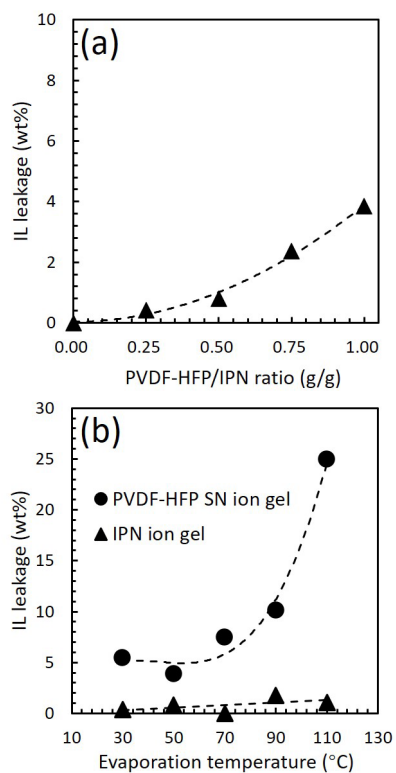 (a)
10
8
6
4
2
0
IL leakage (wt%)
0.00 0.25 0.50 0.75 1.00
PVDF-HFP/IPN ratio (g/g)
(b)
30
25
20
15
10
5
0
IL leakage (wt%)
PVDF-HFP SN ion gel
IPN ion gel
10 30 50 70 90 110 130
Evaporation temperature (°C)